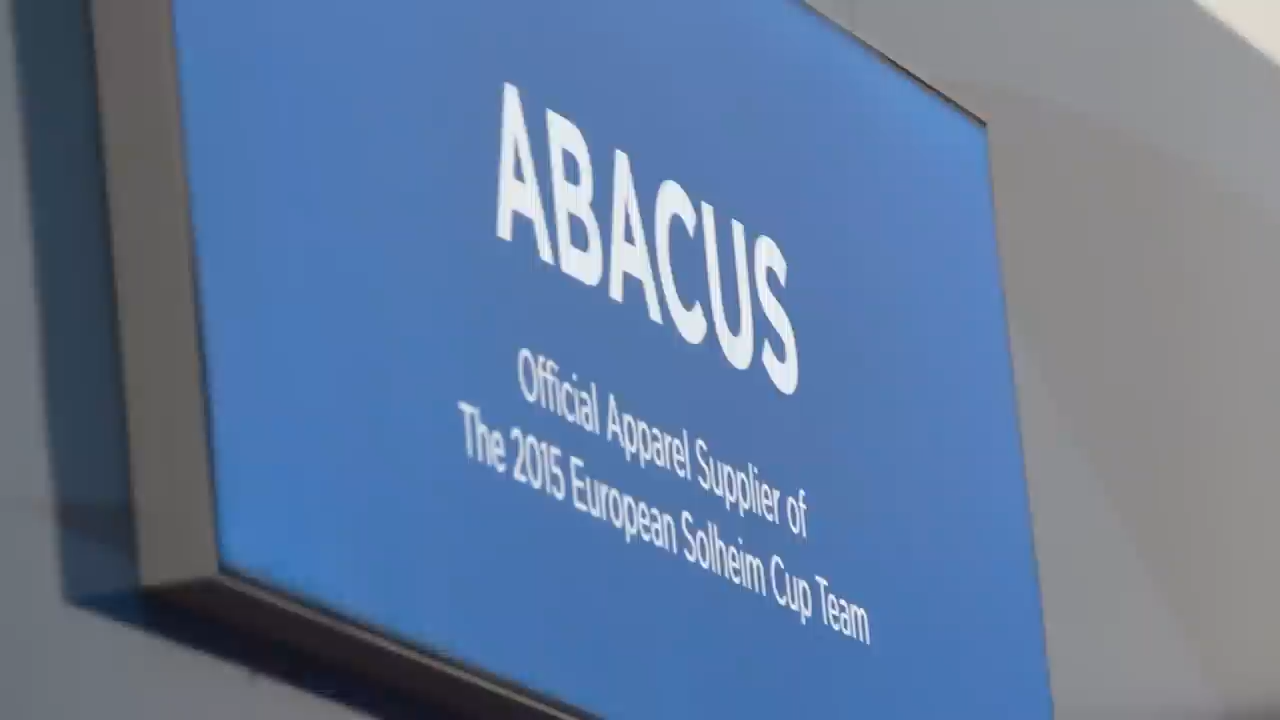 ABACUS
Official Apparel Supplier of
The 2015 European Solheim Cup Team